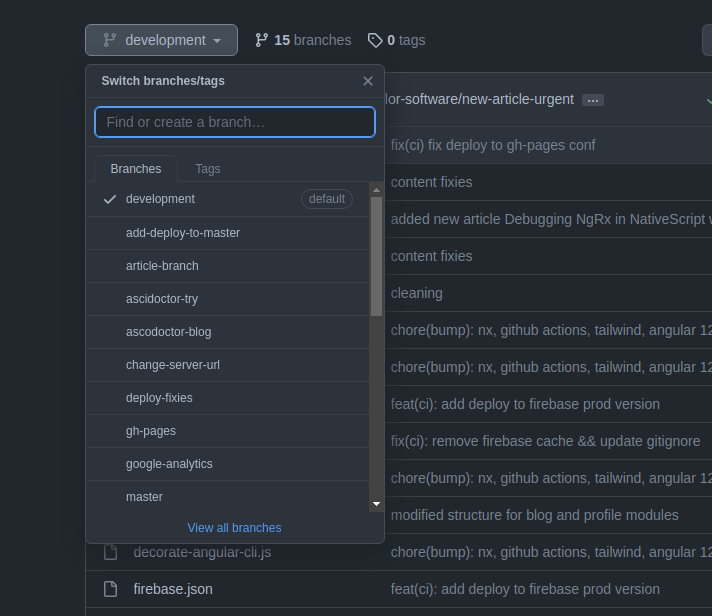 development 15 branches 0 tags
Switch branches/tags
lor-software/new-article-urgent ...
Find or create a branch…
fix(ci) fix deploy to gh-pages conf
Branches Tags
content fixies
development default
added new article Debugging NgRx in NativeScript
add-deploy-to-master
content fixies
article-branch
cleaning
ascidoctor-try
chore(bump): nx, github actions, tailwind, angular 12
ascodoctor-blog
change-server-url
chore(bump): nx, github actions, tailwind, angular 12
deploy-fixies
feat(ci): add deploy to firebase prod version
gh-pages
fix(ci): remove firebase cache && update gitignore
google-analytics
chore(bump): nx, github actions, tailwind, angular 12
master
modified structure for blog and profile modules
View all branches
decorate-angular-cli.js chore(bump): nx, github actions, tailwind, angular 12
firebase.json feat(ci): add deploy to firebase prod version